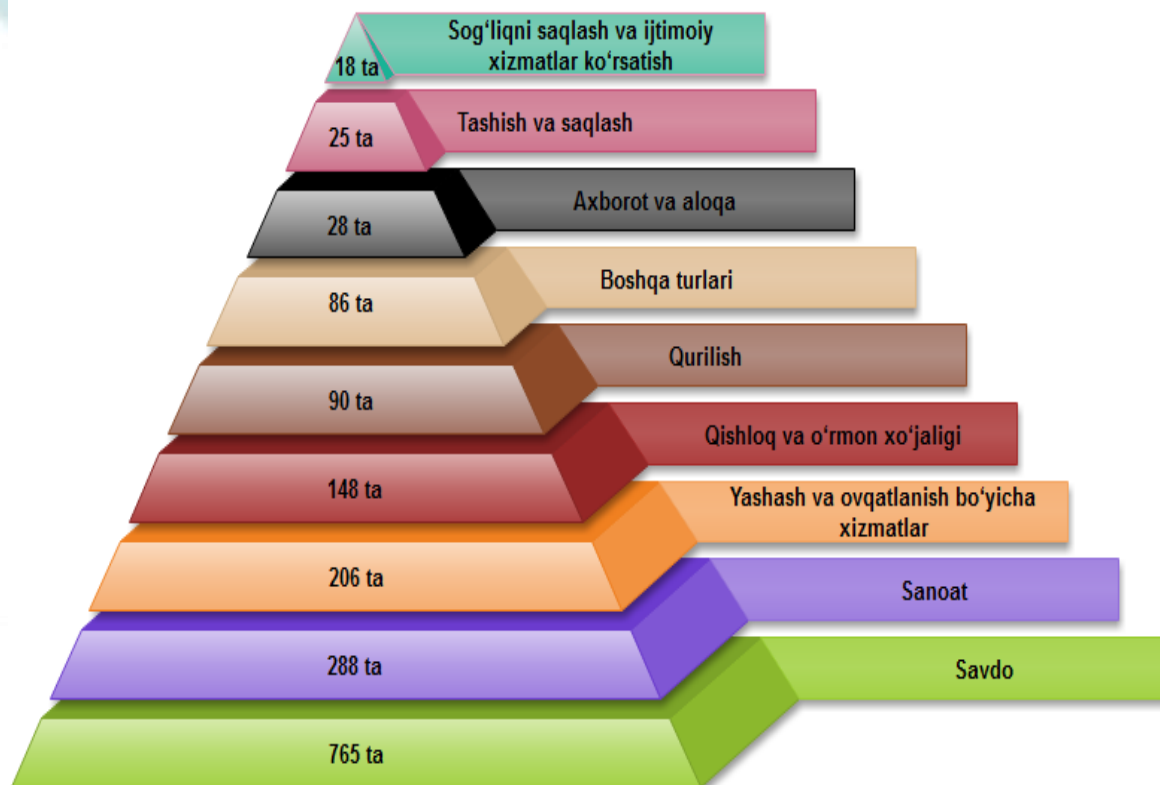 Sog‘liqni saqlash va ijtimoiy
xizmatlar ko‘rsatish
18 ta
Tashish va saqlash
25 ta
Axborot va aloqa
28 ta
Boshqa turlari
86 ta
Qurilish
90 ta
Qishloq va o‘rmon xo‘jaligi
148 ta
Yashash va ovqatlanish bo‘yicha
xizmatlar
206 ta
Sanoat
288 ta
Savdo
765 ta